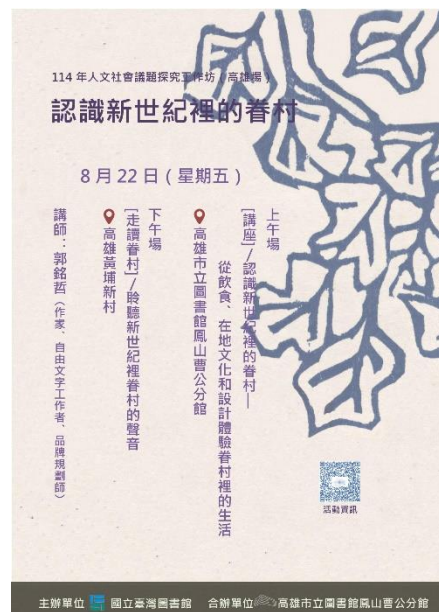 114 年人文社會議題探究工作坊（高雄場）
認識新世紀裡的眷村
8 月 22 日（星期五）
上午場
[講座]／認識新世紀裡的眷村—
從飲食、在地文化和設計體驗眷村裡的生活
高雄市立圖書館鳳山曹公分館
下午場
[走讀眷村]／聆聽新世紀裡眷村的聲音
高雄黃埔新村
講師：郭銘哲（作家、自由文字工作者、品牌規劃師）
活動資訊
主辦單位 國立臺灣圖書館 合辦單位 高雄市立圖書館鳳山曹公分館